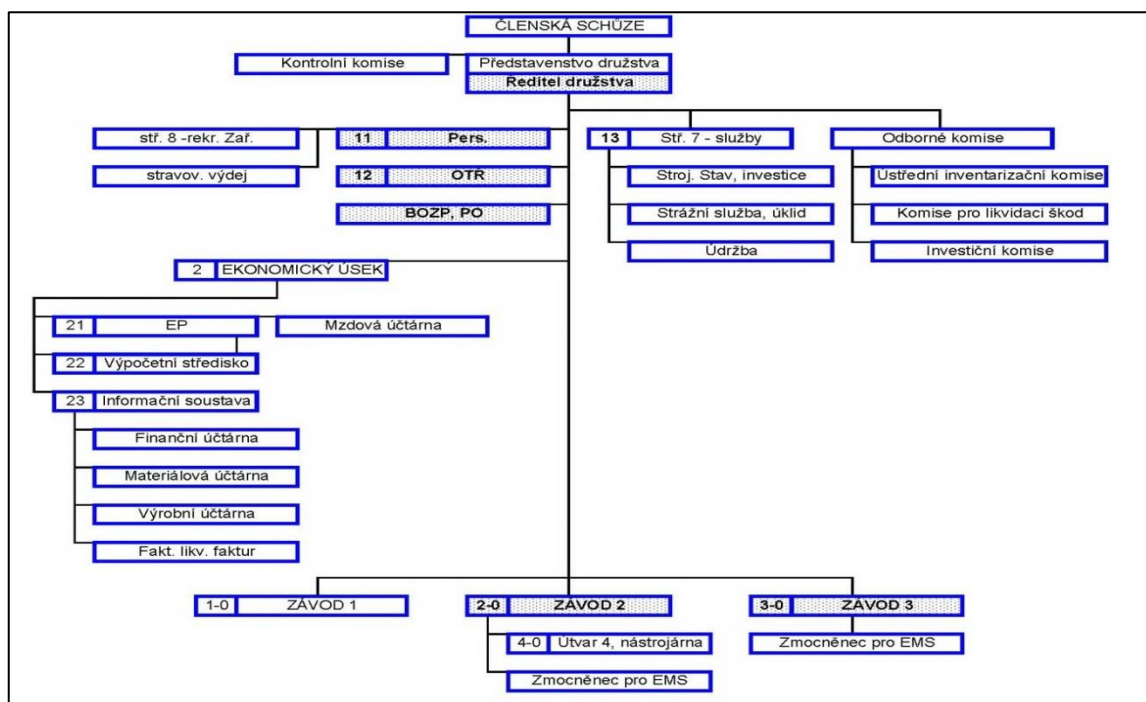 ČLENSKÁ SCHŮZE
Kontrolní komise
Představenstvo družstva
Ředitel družstva
stř. 8 -rekr. Zař.
11 Pers.
13 Stř. 7 - služby
Odborné komise
stravov. výdej
12 OTŘ
Stroj. Stav, investice
Ústřední inventarizační komise
BOZP, PO
Strážní služba, úklid
Komise pro likvidaci škod
Údržba
Investiční komise
2 EKONOMICKÝ ÚSEK
21 EP
Mzdová účtárna
22 Výpočetní středisko
23 Informační soustava
Finanční účtárna
Materiálová účtárna
Výrobní účtárna
Fakt. likv. faktur
1-0 ZÁVOD 1
2-0 ZÁVOD 2
3-0 ZÁVOD 3
4-0 Útvar 4, nástrojárna
Zmocněnec pro EMS
Zmocněnec pro EMS